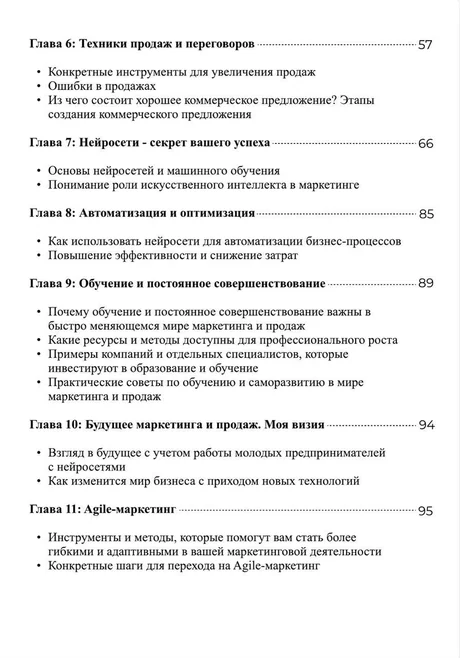 Глава 6: Техники продаж и переговоров 57
• Конкретные инструменты для увеличения продаж
• Ошибки в продажах
• Из чего состоит хорошее коммерческое предложение? Этапы
создания коммерческого предложения
Глава 7: Нейросети - секрет вашего успеха 66
• Основы нейросетей и машинного обучения
• Понимание роли искусственного интеллекта в маркетинге
Глава 8: Автоматизация и оптимизация 85
• Как использовать нейросети для автоматизации бизнес-процессов
• Повышение эффективности и снижение затрат
Глава 9: Обучение и постоянное совершенствование 89
• Почему обучение и постоянное совершенствование важны в
быстро меняющемся мире маркетинга и продаж
• Какие ресурсы и методы доступны для профессионального роста
• Примеры компаний и отдельных специалистов, которые
инвестируют в образование и обучение
• Практические советы по обучению и саморазвитию в мире
маркетинга и продаж
Глава 10: Будущее маркетинга и продаж. Моя визия 94
• Взгляд в будущее с учетом работы молодых предпринимателей
с нейросетями
• Как изменится мир бизнеса с приходом новых технологий
Глава 11: Agile-маркетинг 95
• Инструменты и методы, которые помогут вам стать более
гибкими и адаптивными в вашей маркетинговой деятельности
• Конкретные шаги для перехода на Agile-маркетинг